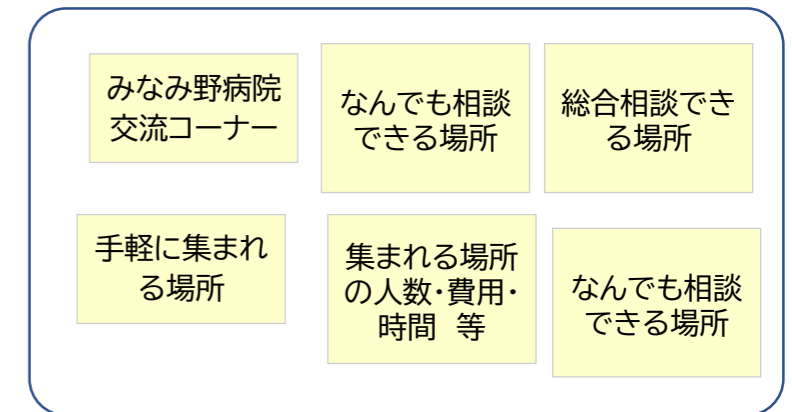 みなみ野病院
交流コーナー
なんでも相談
できる場所
総合相談でき
る場所
手軽に集まれ
る場所
集まれる場所
の人数・費用・
時間 等
なんでも相談
できる場所